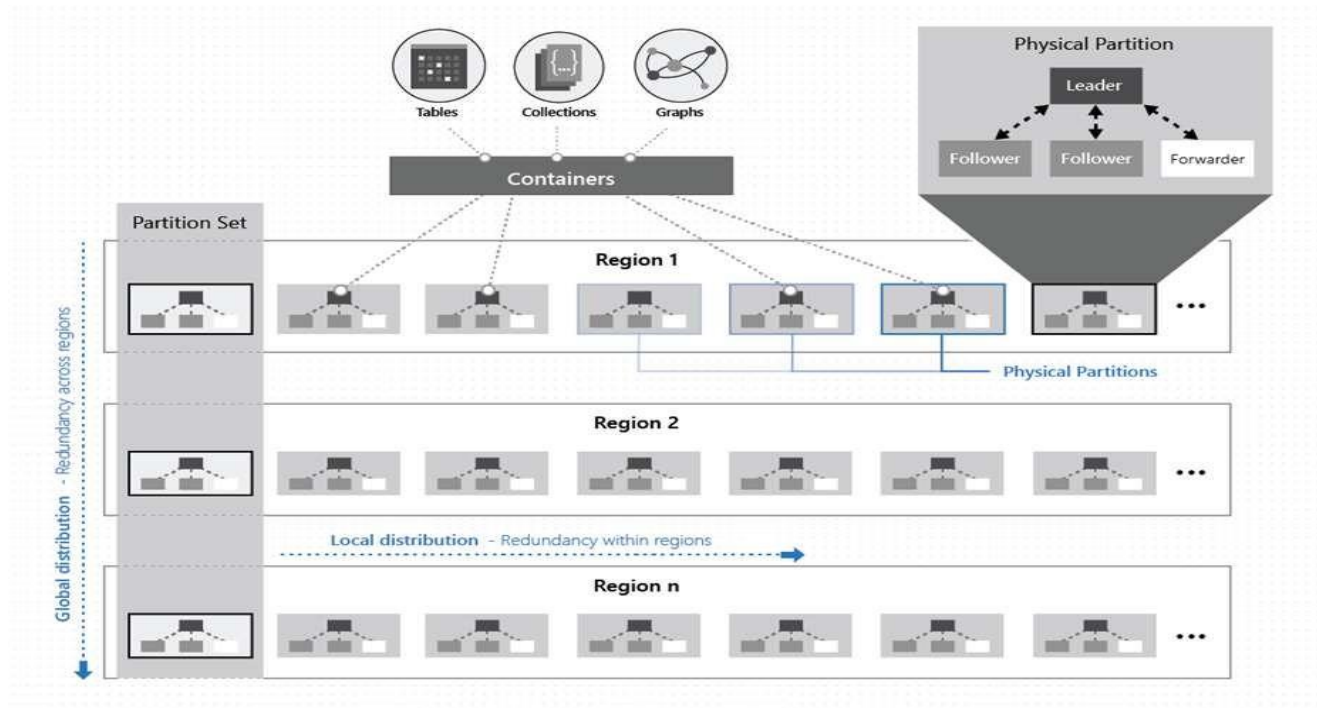 Tables
Collections
Graphs
{...}
Containers
Physical Partition
Leader
Follower
Follower
Forwarder
Partition Set
Region 1
...
Physical Partitions
Region 2
...
Local distribution - Redundancy within regions
Region n
...
Global distribution - Redundancy across regions